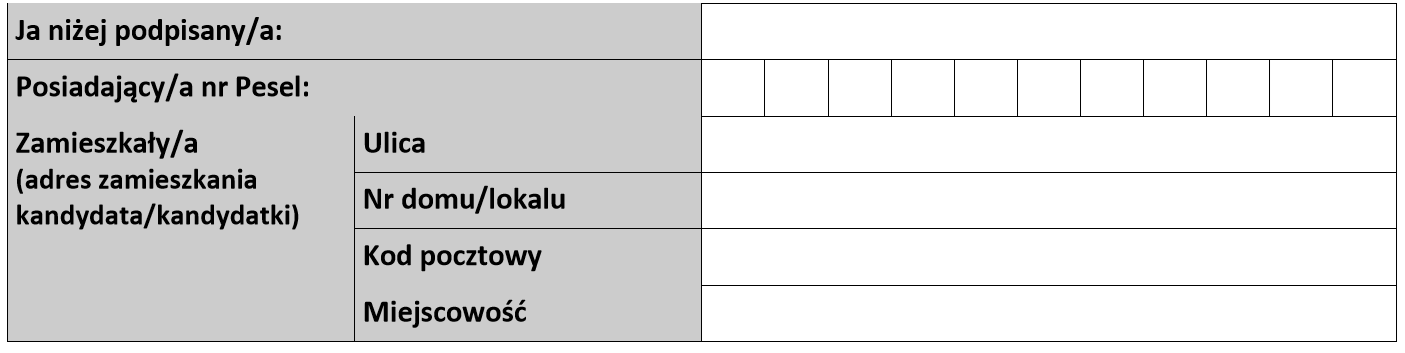 Ja niżej podpisany/a:
Posiadający/a nr Pesel:
Zamieszkały/a
(adres zamieszkania
kandydata/kandydatki)
Ulica
Nr domu/lokalu
Kod pocztowy
Miejscowość